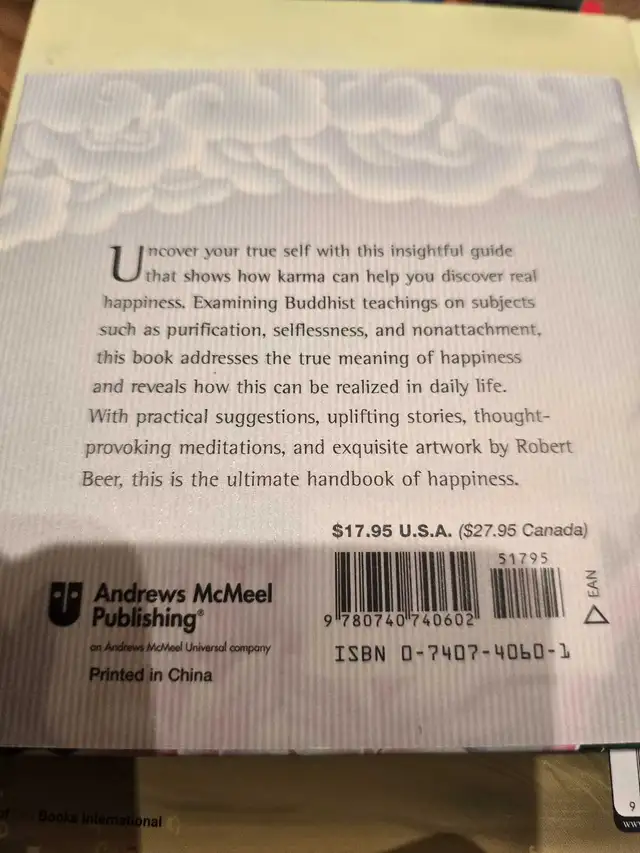 Uncover your true self with this insightful guide
that shows how karma can help you discover real
happiness. Examining Buddhist teachings on subjects
such as purification, selflessness, and nonattachment,
this book addresses the true meaning of happiness
and reveals how this can be realized in daily life.
With practical suggestions, uplifting stories, thought-
provoking meditations, and exquisite artwork by Robert
Beer, this is the ultimate handbook of happiness.
$17.95 U.S.A. ($27.95 Canada)
51795
EAN
9 780740 740602
ISBN 0-7407-4060-1
Andrews McMeel
Publishing®
an Andrews McMeel Universal company
Printed in China
Books International
9